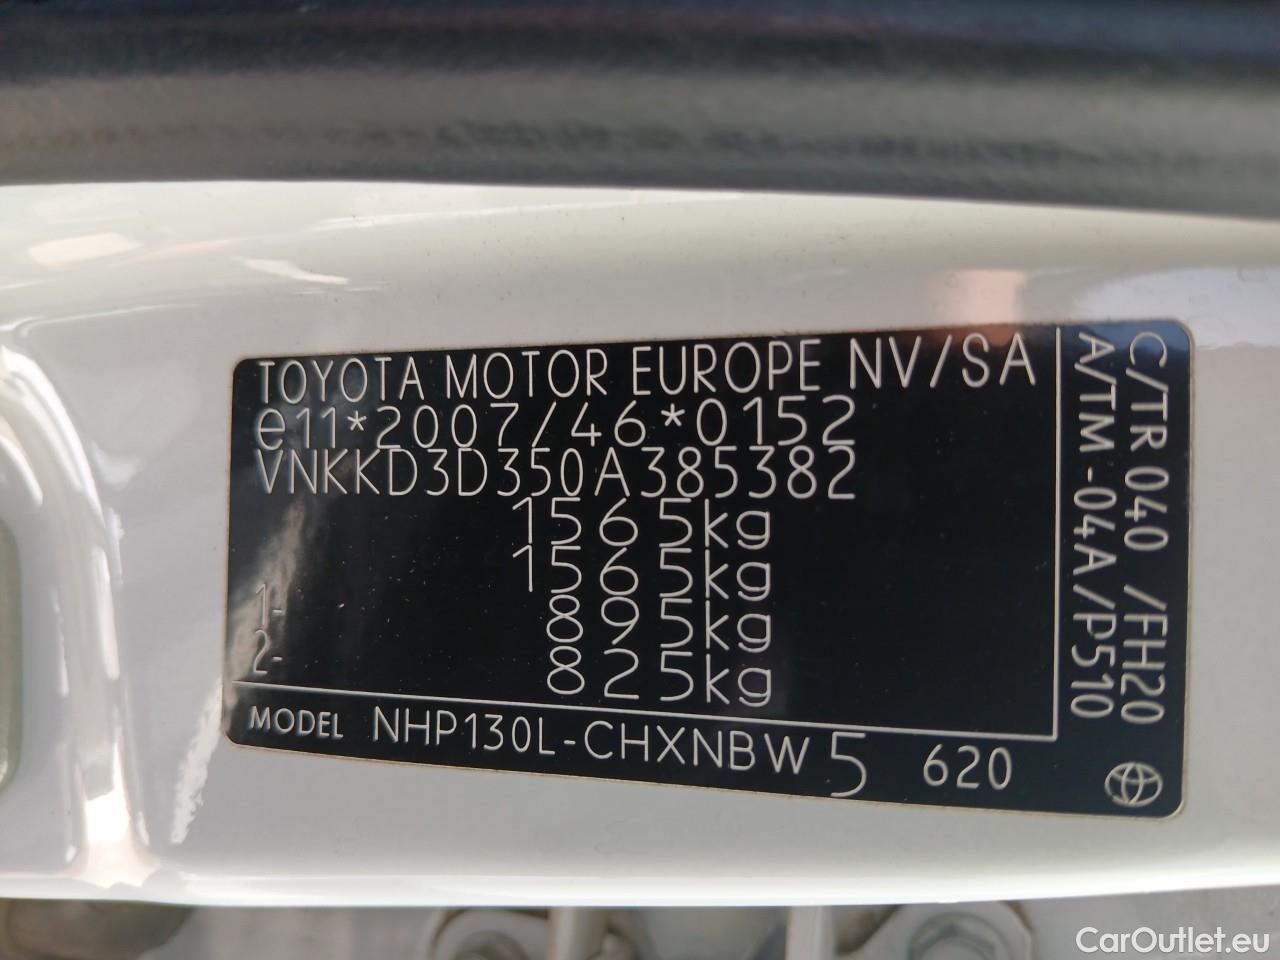 TOYOTA MOTOR EUROPE NV/SA
e11*2007/46*0152
VNKKD3D350A385382
1565kg
1565kg
1- 895kg
2- 825kg
MODEL NHP130L-CHXNBW 5 620
C/TR 040 /FH20
A/TM-04A/P510
CarOutlet.eu